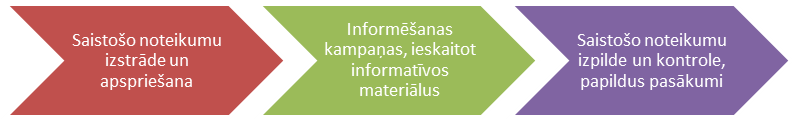 Saistošo noteikumu
izstrāde un
apspriešana
Informēšanas
kampaņas, ieskaitot
informatīvos
materiālus
Saistošo noteikumu
izpilde un kontrole,
papildus pasākumi